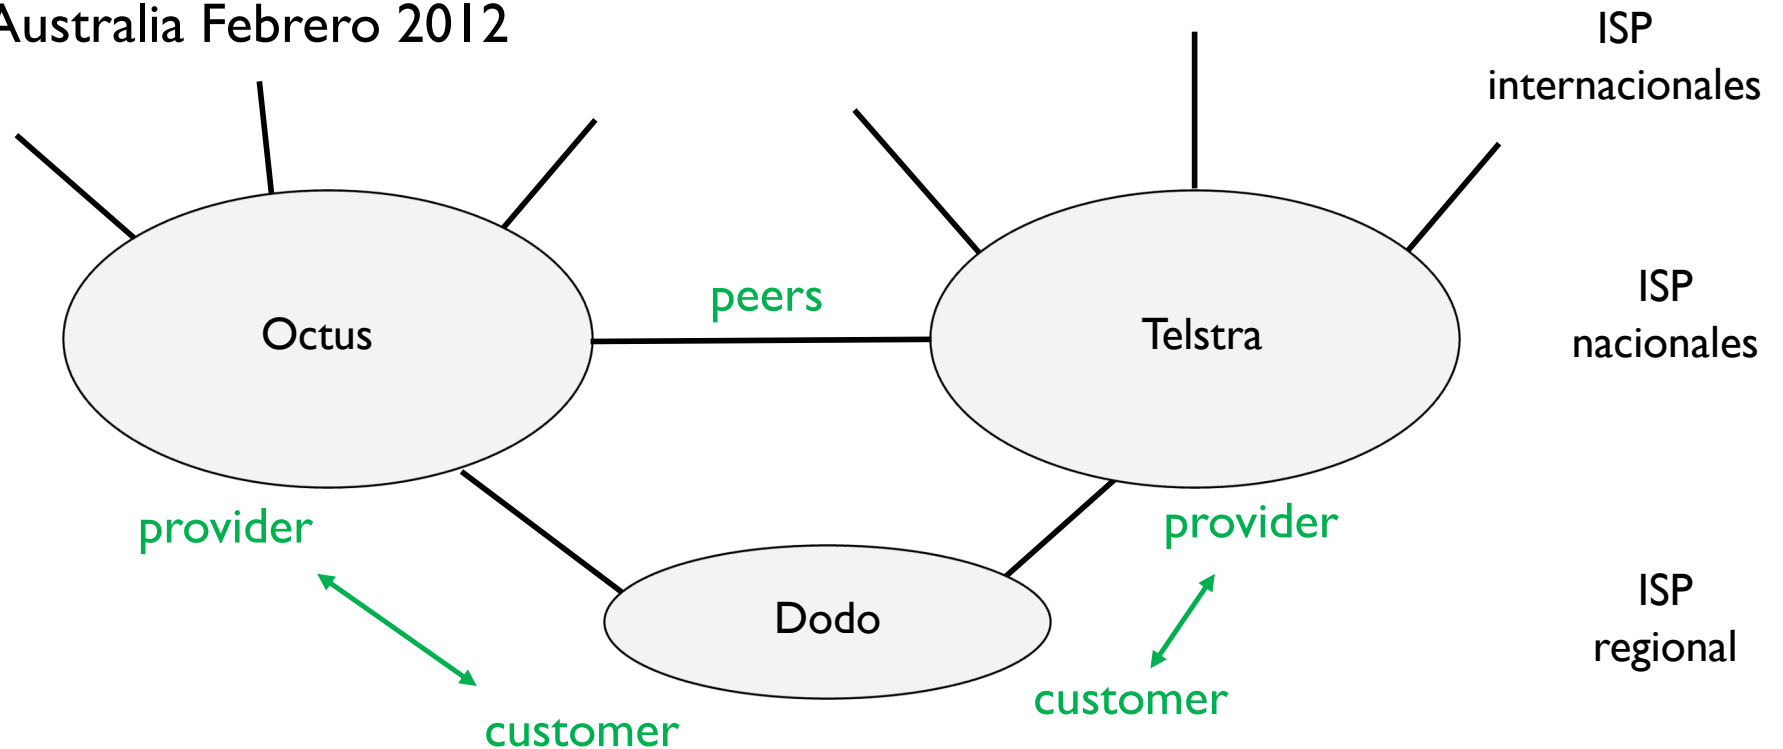 Australia Febrero 2012
ISP
internacionales
peers
Octus
Telstra
ISP
nacionales
provider
provider
Dodo
ISP
regional
customer
customer